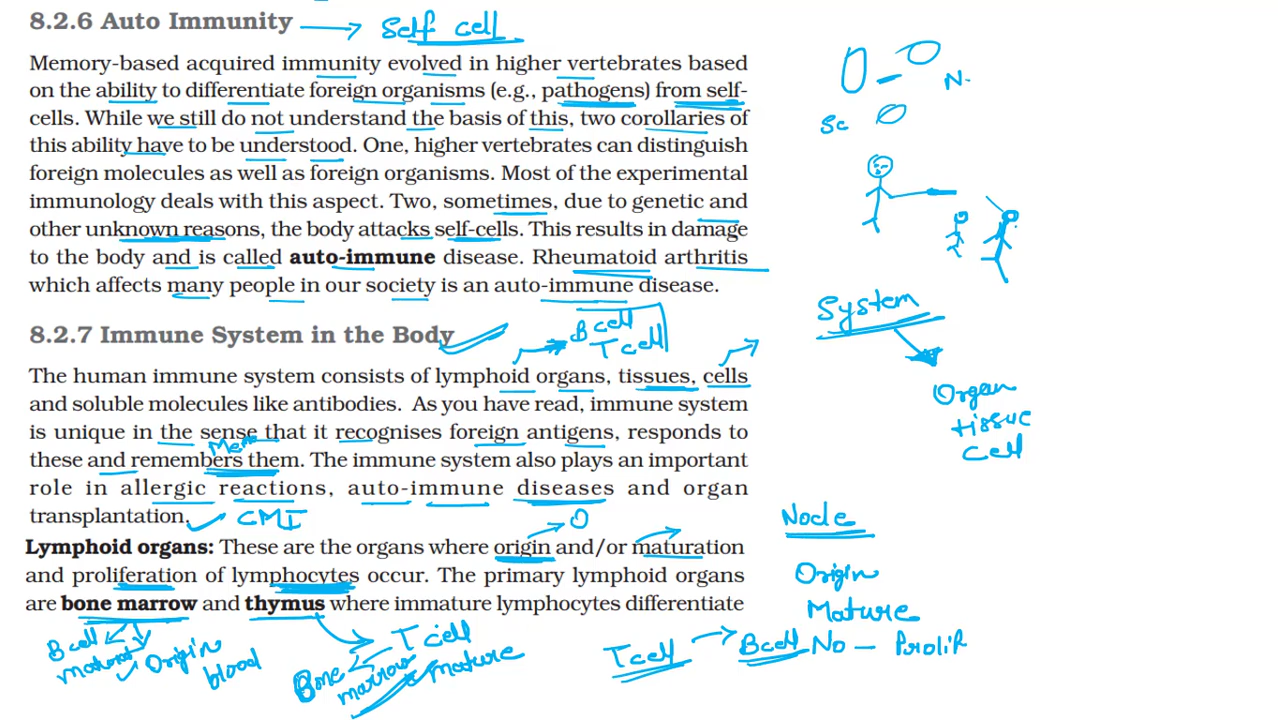 8.2.6 Auto Immunity → Self cell
Memory-based acquired immunity evolved in higher vertebrates based
on the ability to differentiate foreign organisms (e.g., pathogens) from self-
cells. While we still do not understand the basis of this, two corollaries of
this ability have to be understood. One, higher vertebrates can distinguish
foreign molecules as well as foreign organisms. Most of the experimental
immunology deals with this aspect. Two, sometimes, due to genetic and
other unknown reasons, the body attacks self-cells. This results in damage
to the body and is called auto-immune disease. Rheumatoid arthritis
which affects many people in our society is an auto-immune disease.
8.2.7 Immune System in the Body
B cell
T cell
The human immune system consists of lymphoid organs, tissues, cells
and soluble molecules like antibodies. As you have read, immune system
is unique in the sense that it recognises foreign antigens, responds to
Mem
these and remembers them. The immune system also plays an important
role in allergic reactions, auto-immune diseases and organ
transplantation. CMI
O
Lymphoid organs: These are the organs where origin and/or maturation
and proliferation of lymphocytes occur. The primary lymphoid organs
are bone marrow and thymus where immature lymphocytes differentiate
B cell
Origin
blood
T cell
Bone
marrow
mature
T cell → B cell No - Prolif
N.
Sc
System
Organ
tissue
Cell
Node
Origin
Mature